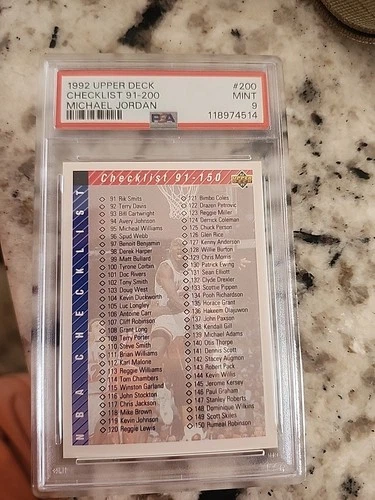 1992 UPPER DECK #200
CHECKLIST 91-200 MINT
MICHAEL JORDAN PSA 9
118974514
Checklist 91-150
NBA CHECKLIST
91 Rik Smits
92 Terry Davis
93 Bill Cartwright
94 Avery Johnson
95 Micheal Williams
96 Spud Webb
97 Benoit Benjamin
98 Derek Harper
99 Matt Bullard
100 Tyrone Corbin
101 Doc Rivers
102 Tony Smith
103 Doug West
104 Kevin Duckworth
105 Luc Longley
106 Antoine Carr
107 Cliff Robinson
108 Grant Long
109 Terry Porter
110 Steve Smith
111 Brian Williams
112 Karl Malone
113 Reggie Williams
114 Tom Chambers
115 Winston Garland
116 John Stockton
117 Chris Jackson
118 Mike Brown
119 Kevin Johnson
120 Reggie Lewis
121 Bimbo Coles
122 Drazen Petrovic
123 Reggie Miller
124 Derrick Coleman
125 Chuck Person
126 Glen Rice
127 Kenny Anderson
128 Willie Burton
129 Chris Morris
130 Patrick Ewing
131 Sean Elliott
132 Clyde Drexler
133 Scottie Pippen
134 Pooh Richardson
135 Horace Grant
136 Hakeem Olajuwon
137 John Paxson
138 Kendall Gill
139 Michael Adams
140 Otis Thorpe
141 Dennis Scott
142 Stacey Augmon
143 Robert Pack
144 Kevin Willis
145 Jerome Kersey
146 Paul Graham
147 Stanley Roberts
148 Dominique Wilkins
149 Scott Skiles
150 Rumeal Robinson